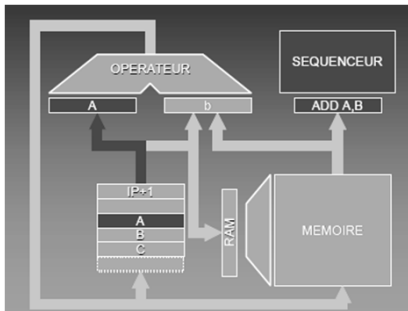 OPERATEUR
SEQUENCEUR
A
b
ADD A,B
IP+1
A
B
C
RAM
MEMOIRE